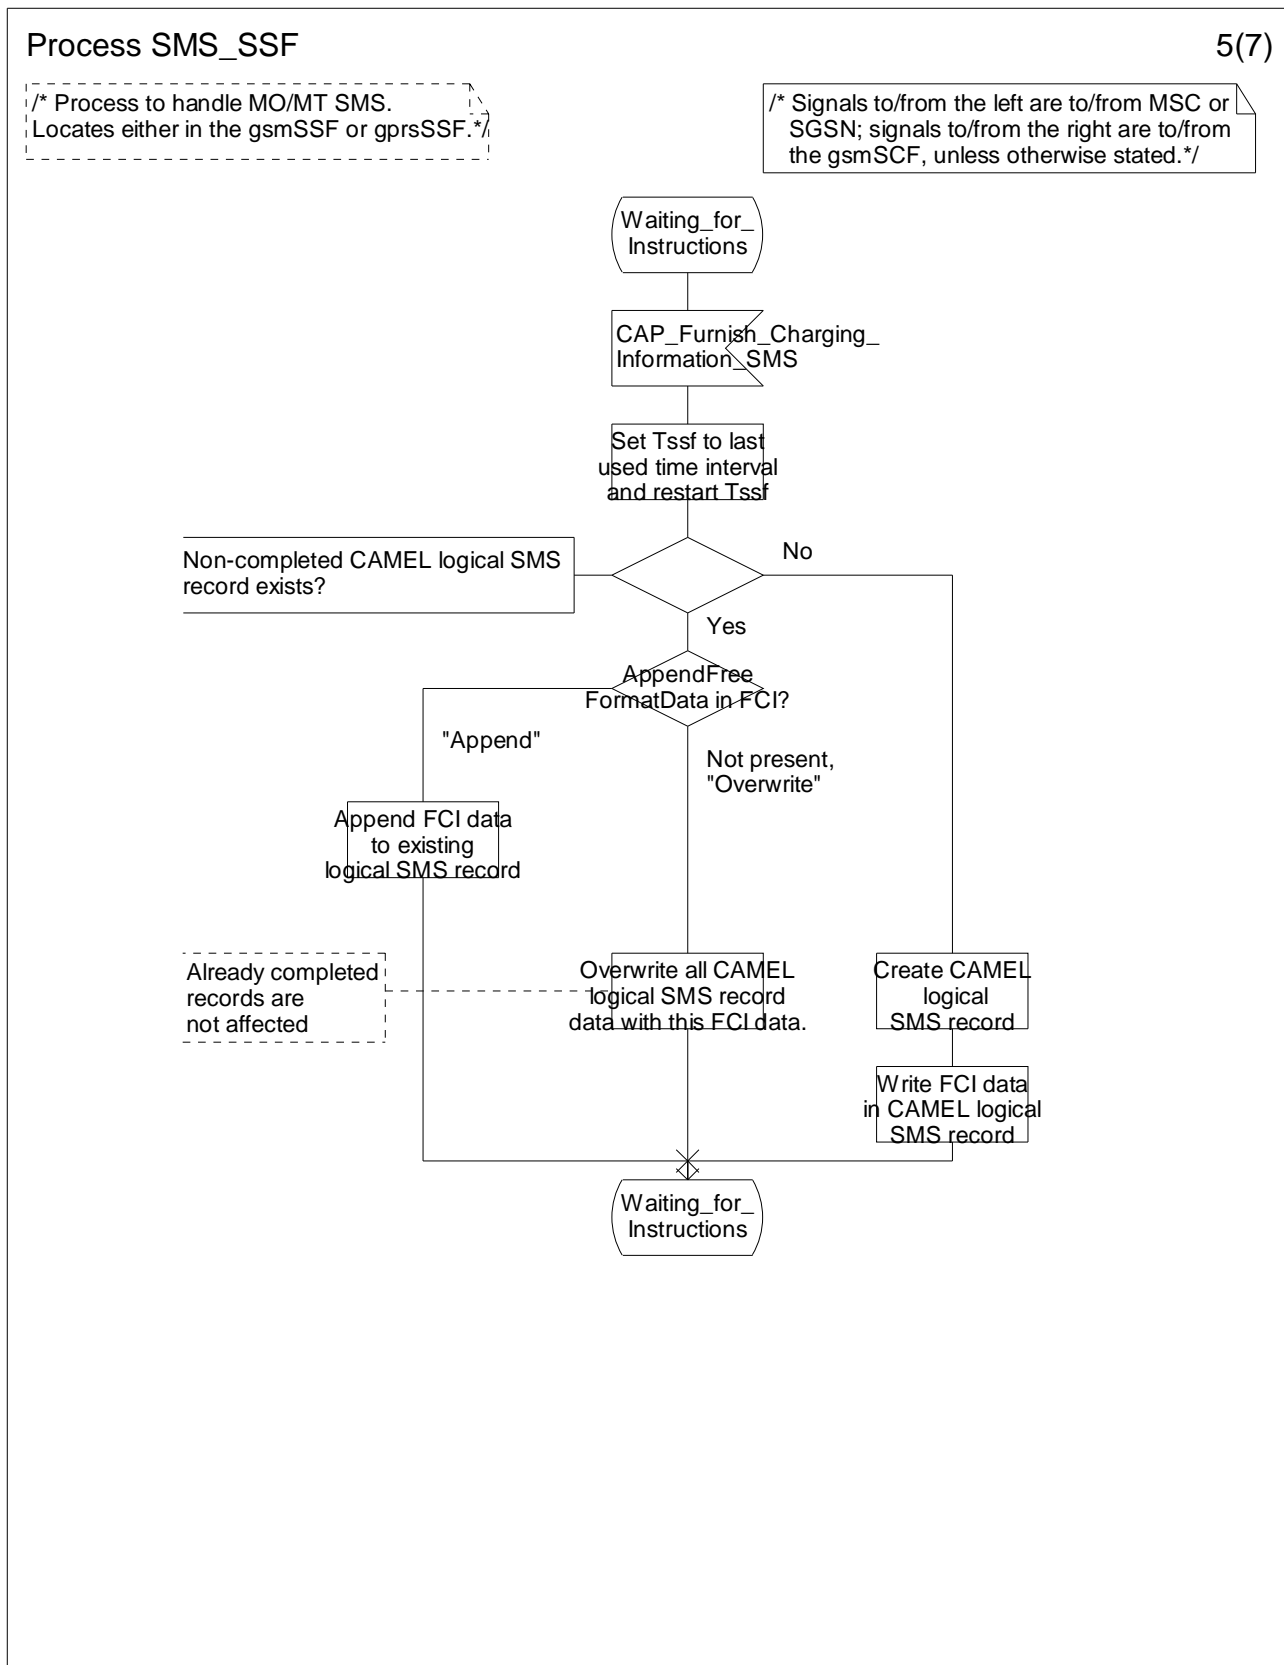 Process SMS_SSF
5(7)
/* Process to handle MO/MT SMS.
Locates either in the gsmSSF or gprsSSF.*/
/* Signals to/from the left are to/from MSC or
SGSN; signals to/from the right are to/from
the gsmSCF, unless otherwise stated.*/
Waiting_for_
Instructions
CAP_Furnish_Charging_
Information_SMS
Set Tssf to last
used time interval
and restart Tssf
Non-completed CAMEL logical SMS
record exists?
No
Yes
AppendFree
FormatData in FCI?
"Append"
Not present,
"Overwrite"
Append FCI data
to existing
logical SMS record
Already completed
records are
not affected
Overwrite all CAMEL
logical SMS record
data with this FCI data.
Create CAMEL
logical
SMS record
Write FCI data
in CAMEL logical
SMS record
Waiting_for_
Instructions